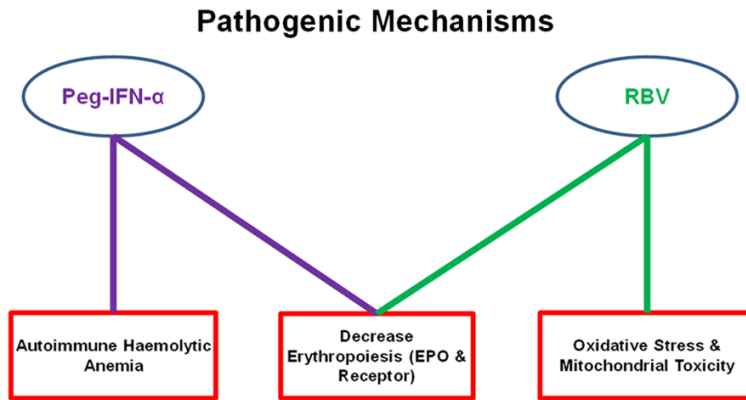 Pathogenic Mechanisms
Peg-IFN-α
RBV
Autoimmune Haemolytic
Anemia
Decrease
Erythropoiesis (EPO &
Receptor)
Oxidative Stress &
Mitochondrial Toxicity